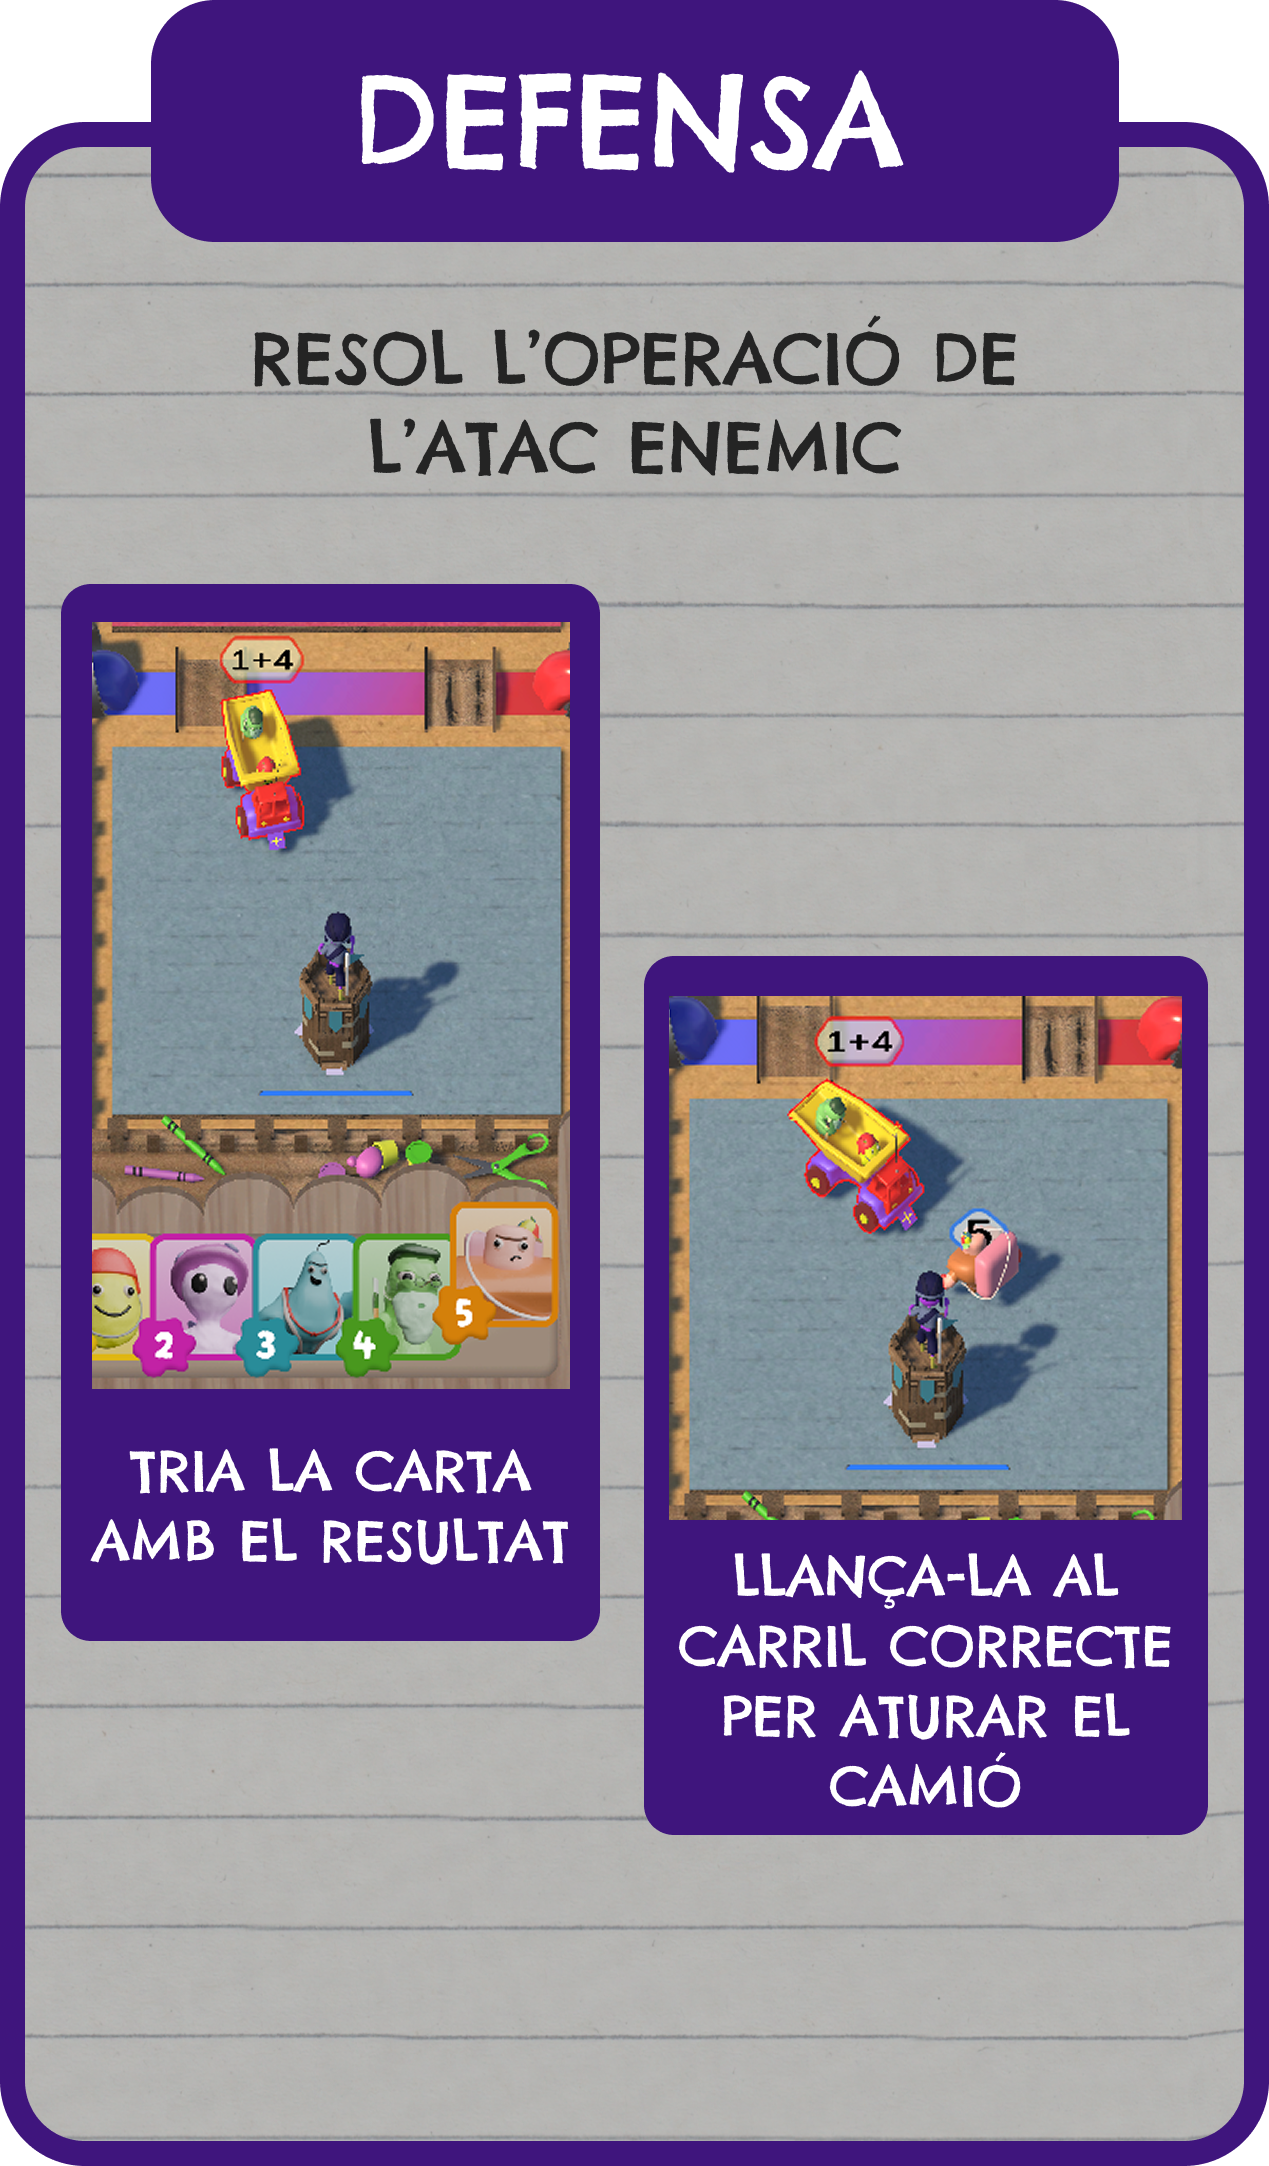 DEFENSA
RESOL L’OPERACIÓ DE
L’ATAC ENEMIC
1+4
2
3
4
5
TRIA LA CARTA
AMB EL RESULTAT
1+4
5
LLANÇA-LA AL
CARRIL CORRECTE
PER ATURAR EL
CAMIÓ